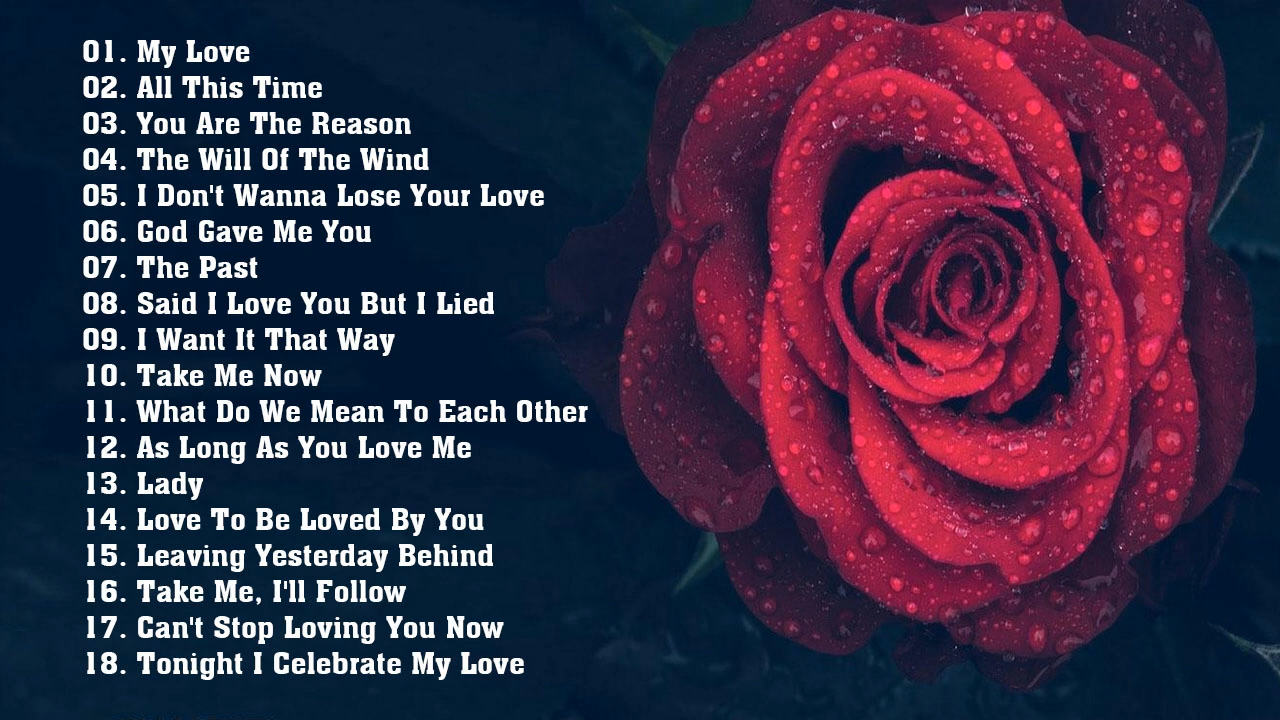 01. My Love
02. All This Time
03. You Are The Reason
04. The Will Of The Wind
05. I Don't Wanna Lose Your Love
06. God Gave Me You
07. The Past
08. Said I Love You But I Lied
09. I Want It That Way
10. Take Me Now
11. What Do We Mean To Each Other
12. As Long As You Love Me
13. Lady
14. Love To Be Loved By You
15. Leaving Yesterday Behind
16. Take Me, I'll Follow
17. Can't Stop Loving You Now
18. Tonight I Celebrate My Love